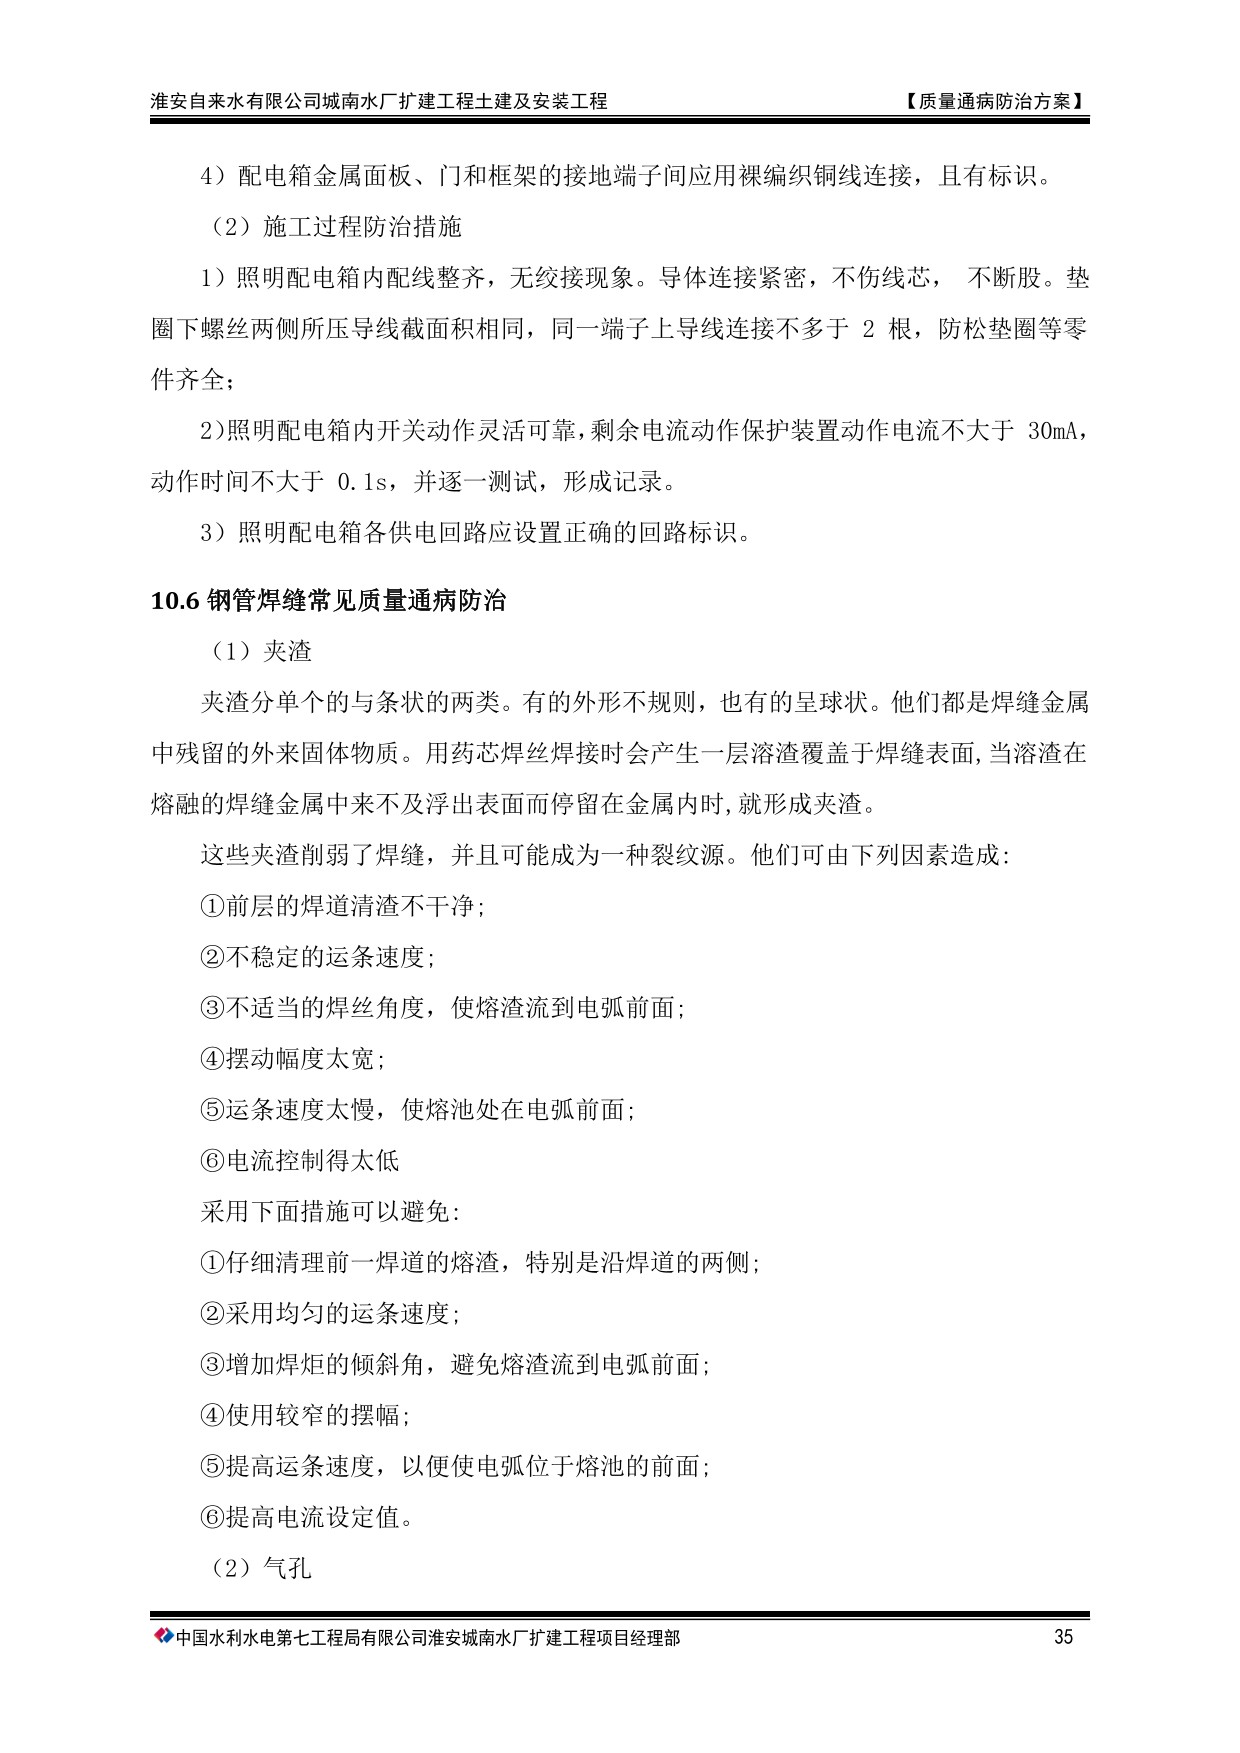 淮安自来水有限公司城南水厂扩建工程土建及安装工程 【质量通病防治方案】
4）配电箱金属面板、门和框架的接地端子间应用裸编织铜线连接，且有标识。
（2）施工过程防治措施
1）照明配电箱内配线整齐，无绞接现象。导体连接紧密，不伤线芯， 不断股。垫
圈下螺丝两侧所压导线截面积相同，同一端子上导线连接不多于 2 根，防松垫圈等零
件齐全；
2)照明配电箱内开关动作灵活可靠，剩余电流动作保护装置动作电流不大于 30mA，
动作时间不大于 0.1s，并逐一测试，形成记录。
3）照明配电箱各供电回路应设置正确的回路标识。
10.6 钢管焊缝常见质量通病防治
（1）夹渣
夹渣分单个的与条状的两类。有的外形不规则，也有的呈球状。他们都是焊缝金属
中残留的外来固体物质。用药芯焊丝焊接时会产生一层溶渣覆盖于焊缝表面,当溶渣在
熔融的焊缝金属中来不及浮出表面而停留在金属内时,就形成夹渣。
这些夹渣削弱了焊缝，并且可能成为一种裂纹源。他们可由下列因素造成:
①前层的焊道清渣不干净;
②不稳定的运条速度;
③不适当的焊丝角度，使熔渣流到电弧前面;
④摆动幅度太宽;
⑤运条速度太慢，使熔池处在电弧前面;
⑥电流控制得太低
采用下面措施可以避免:
①仔细清理前一焊道的熔渣，特别是沿焊道的两侧;
②采用均匀的运条速度;
③增加焊炬的倾斜角，避免熔渣流到电弧前面;
④使用较窄的摆幅;
⑤提高运条速度，以便使电弧位于熔池的前面;
⑥提高电流设定值。
（2）气孔
中国水利水电第七工程局有限公司淮安城南水厂扩建工程项目经理部 35